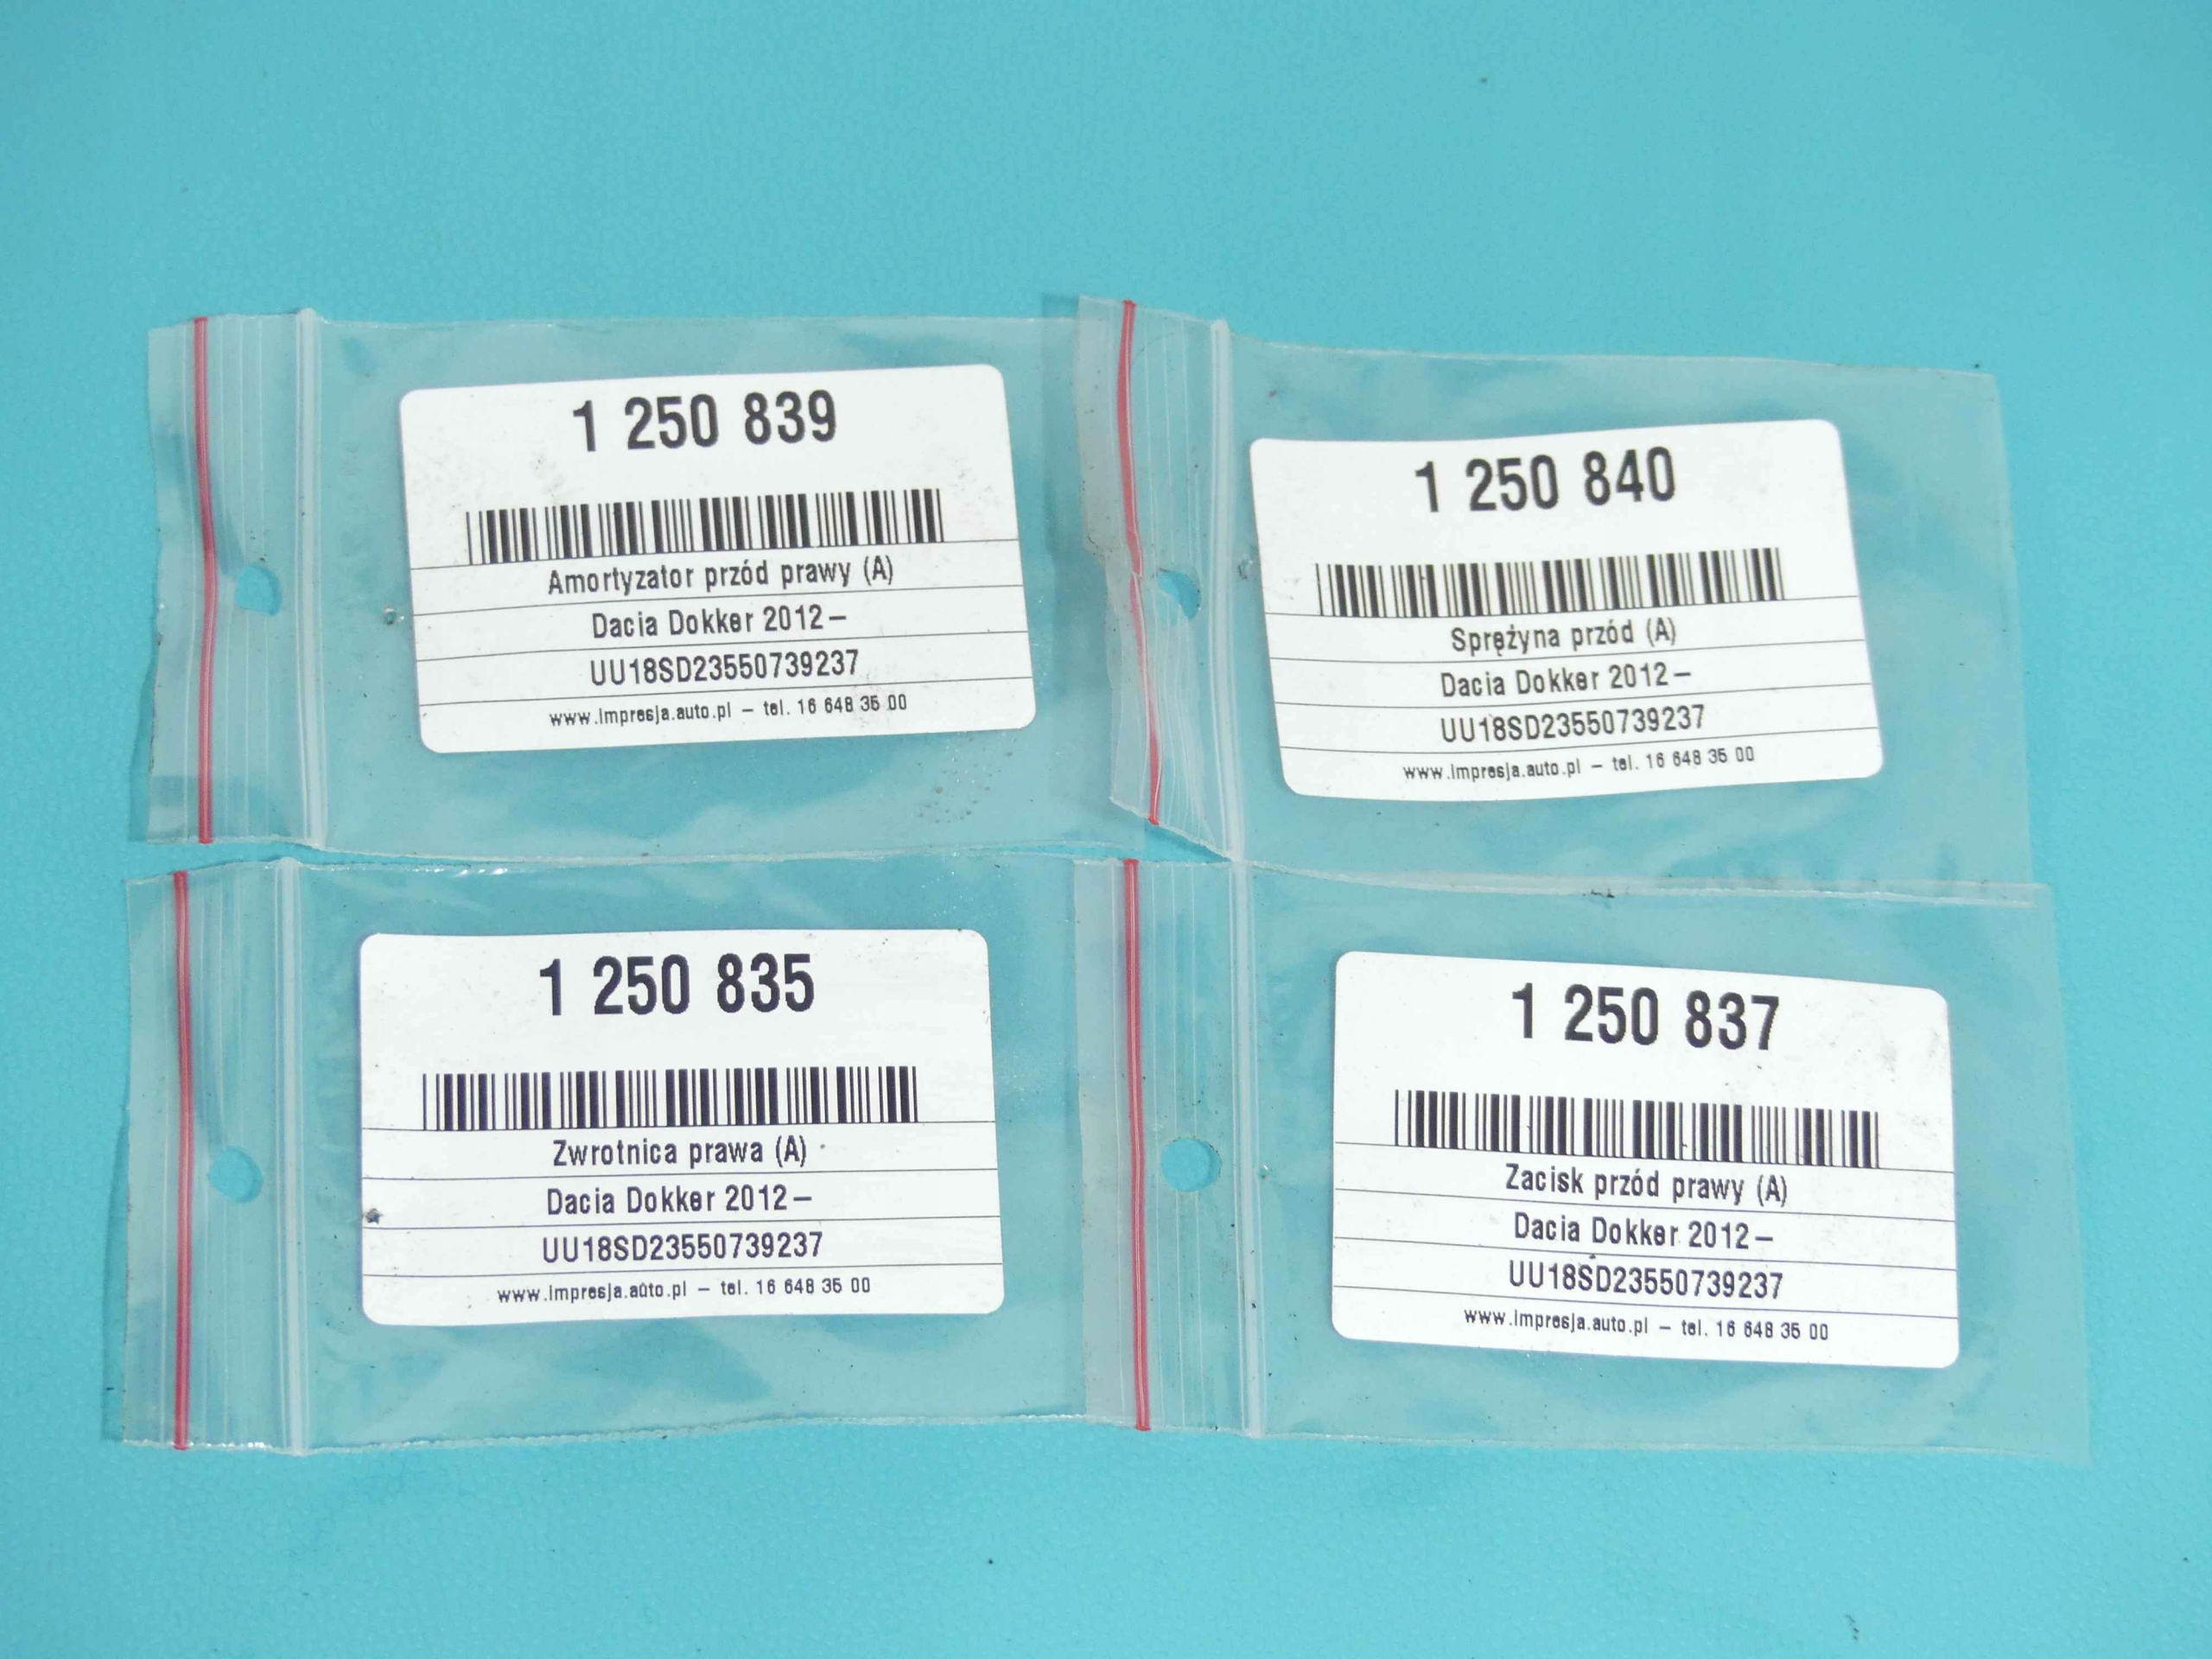 1 250 839
Amortyzator przód prawy (A)
Dacia Dokker 2012–
UU18SD23550739237
www.impresja.auto.pl – tel. 16 648 35 00
1 250 840
Sprężyna przód (A)
Dacia Dokker 2012–
UU18SD23550739237
www.impresja.auto.pl – tel. 16 648 35 00
1 250 835
Zwrotnica prawa (A)
Dacia Dokker 2012–
UU18SD23550739237
www.impresja.auto.pl – tel. 16 648 35 00
1 250 837
Zacisk przód prawy (A)
Dacia Dokker 2012–
UU18SD23550739237
www.impresja.auto.pl – tel. 16 648 35 00